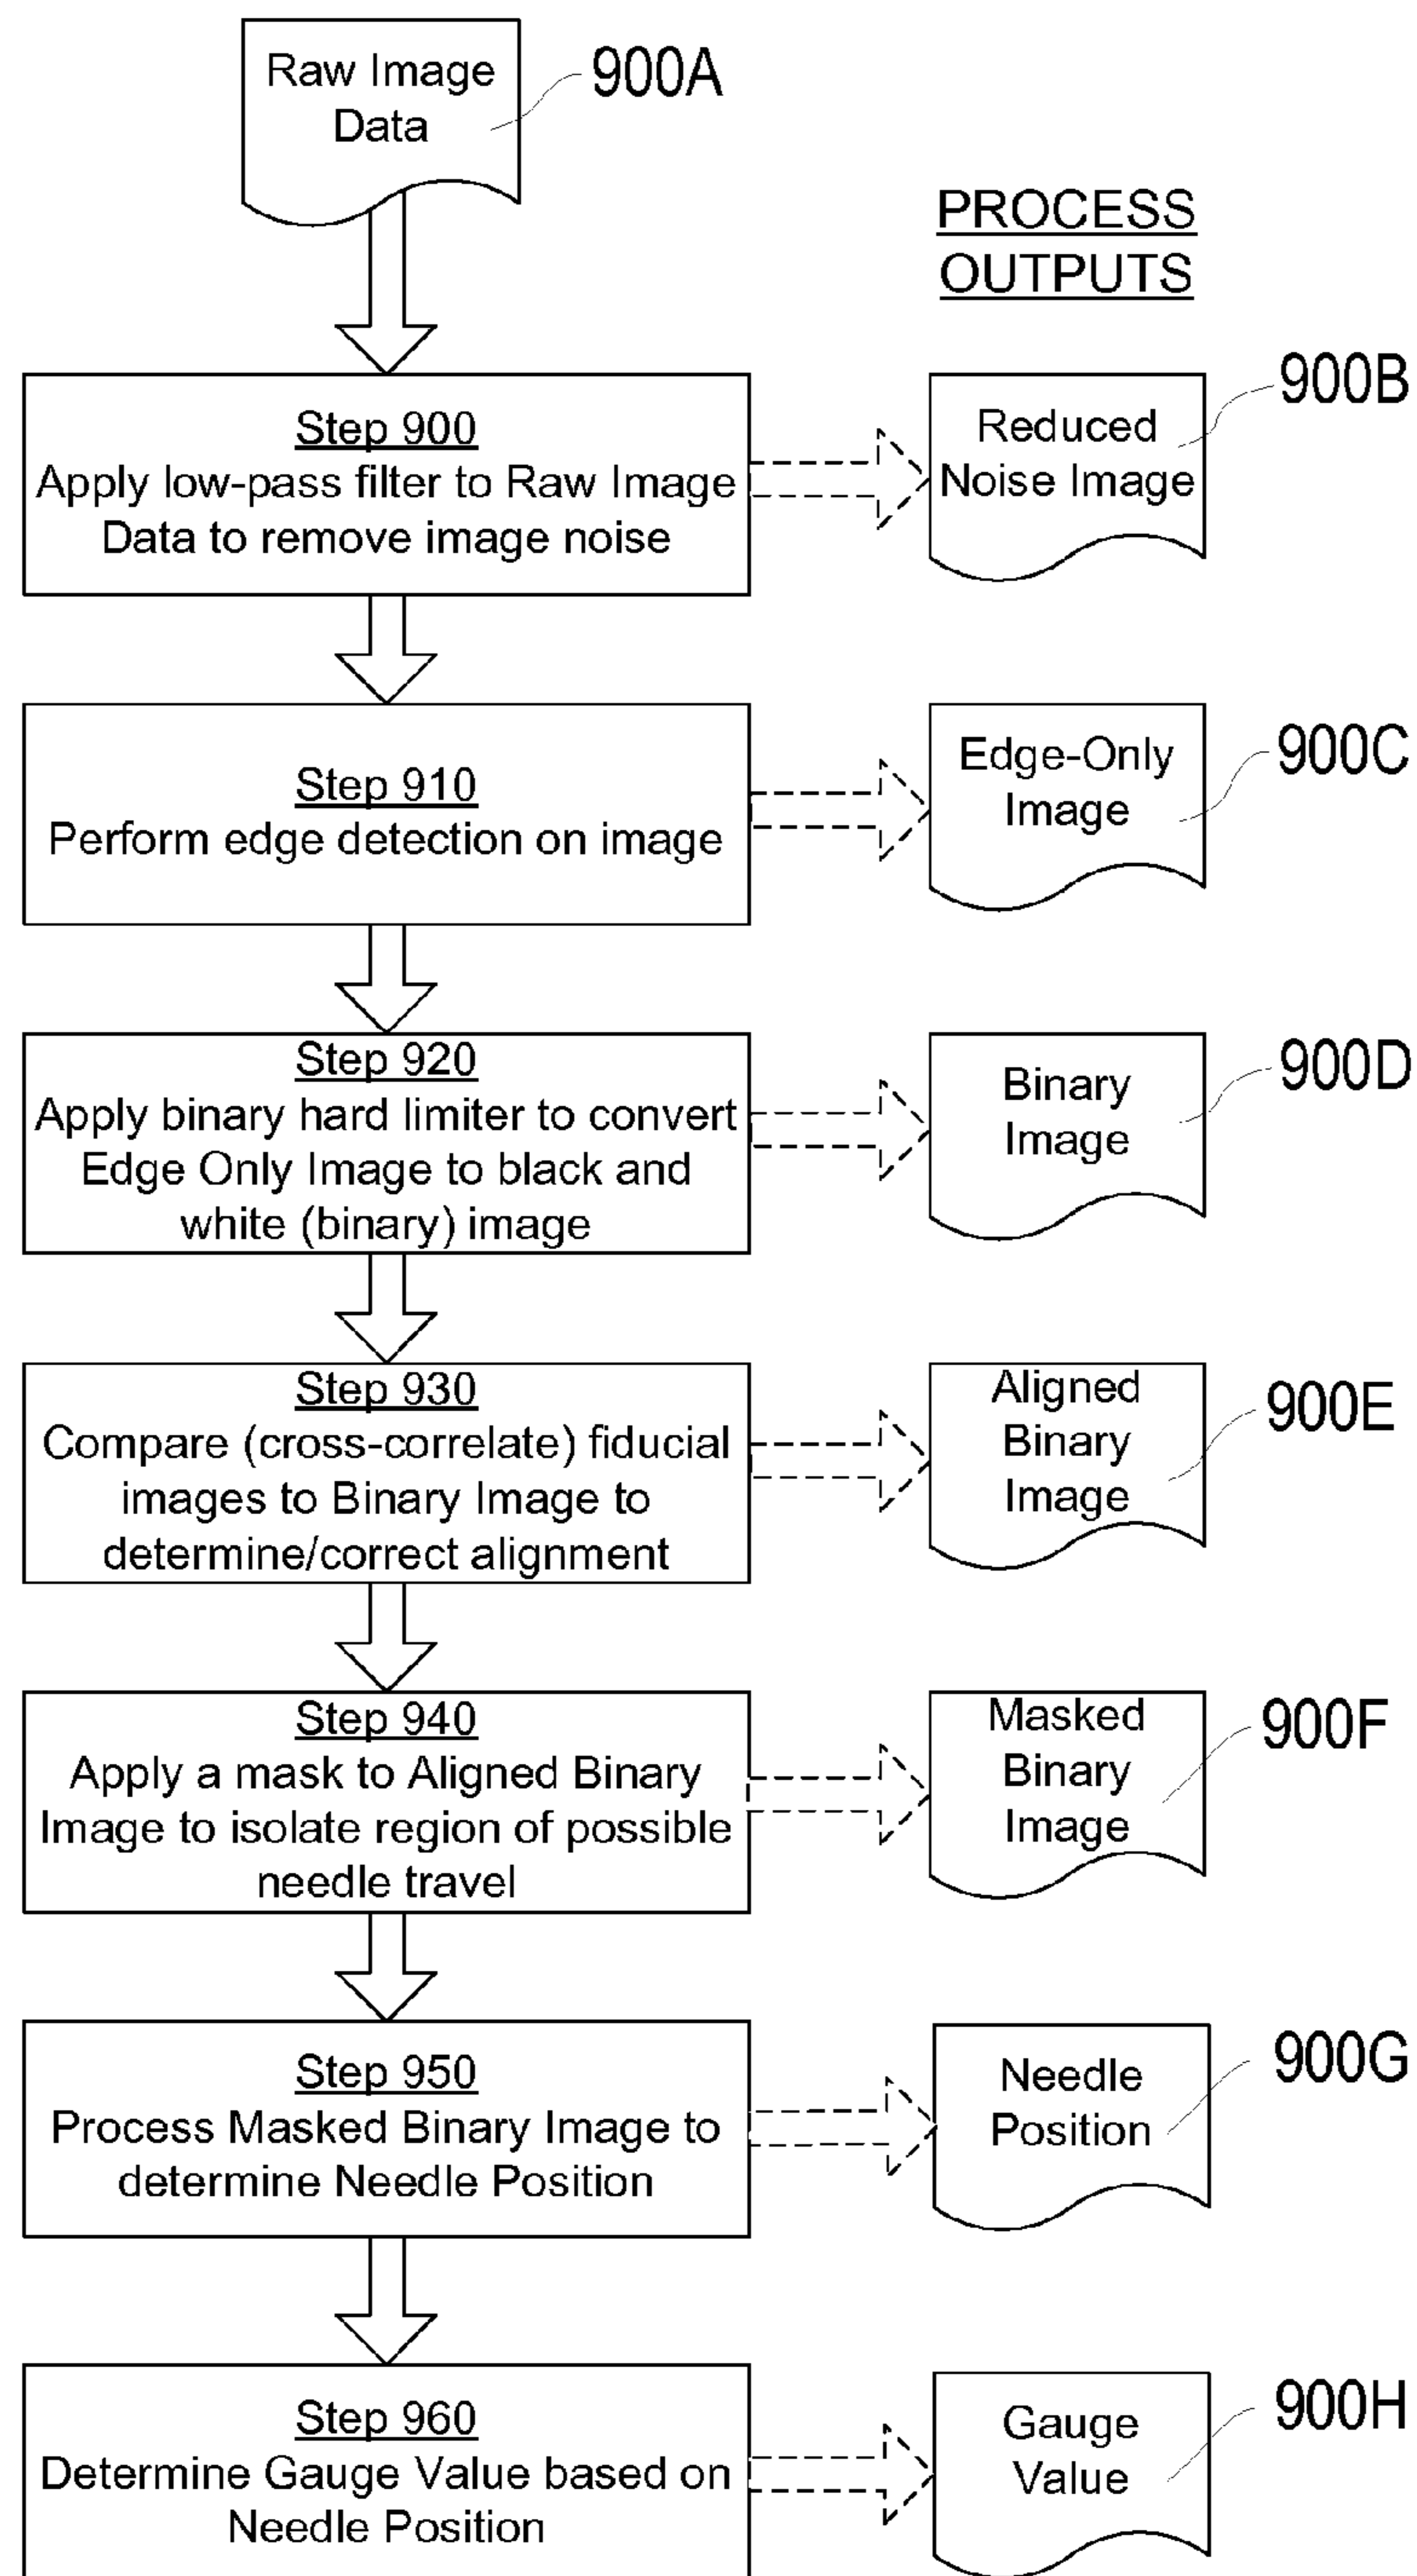 Raw Image
Data
900A
PROCESS
OUTPUTS
Step 900
Apply low-pass filter to Raw Image
Data to remove image noise
Reduced
Noise Image
900B
Step 910
Perform edge detection on image
Edge-Only
Image
900C
Step 920
Apply binary hard limiter to convert
Edge Only Image to black and
white (binary) image
Binary
Image
900D
Step 930
Compare (cross-correlate) fiducial
images to Binary Image to
determine/correct alignment
Aligned
Binary
Image
900E
Step 940
Apply a mask to Aligned Binary
Image to isolate region of possible
needle travel
Masked
Binary
Image
900F
Step 950
Process Masked Binary Image to
determine Needle Position
Needle
Position
900G
Step 960
Determine Gauge Value based on
Needle Position
Gauge
Value
900H